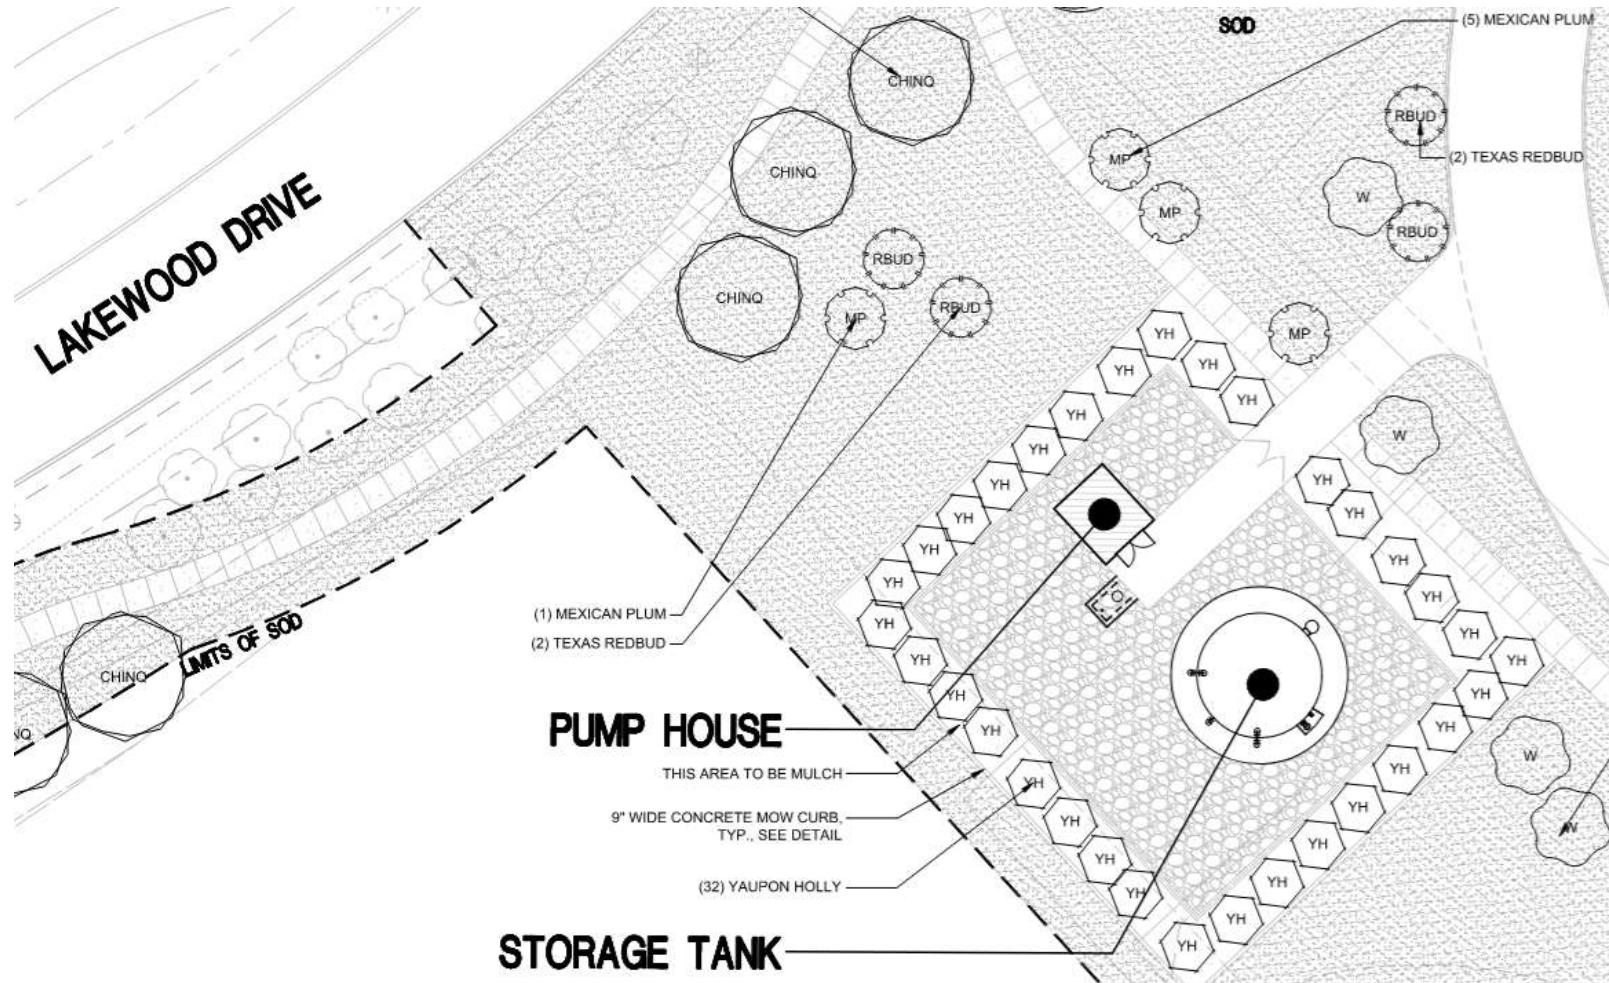 SOD
(5) MEXICAN PLUM
CHINQ
RBUD
MP
(2) TEXAS REDBUD
CHINQ
W
MP
RBUD
LAKEWOOD DRIVE
RBUD
CHINQ
RBUD
MP
MP
YH
YH
YH
YH
YH
W
YH
YH
YH
YH
YH
YH
YH
YH
YH
(1) MEXICAN PLUM
YH
LIMITS OF SOD
YH
(2) TEXAS REDBUD
YH
YH
CHINQ
YH
YH
NQ
PUMP HOUSE
YH
YH
W
THIS AREA TO BE MULCH
YH
YH
9" WIDE CONCRETE MOW CURB,
TYP., SEE DETAIL
YH
YH
W
YH
YH
(32) YAUPON HOLLY
YH
YH
YH
STORAGE TANK
YH